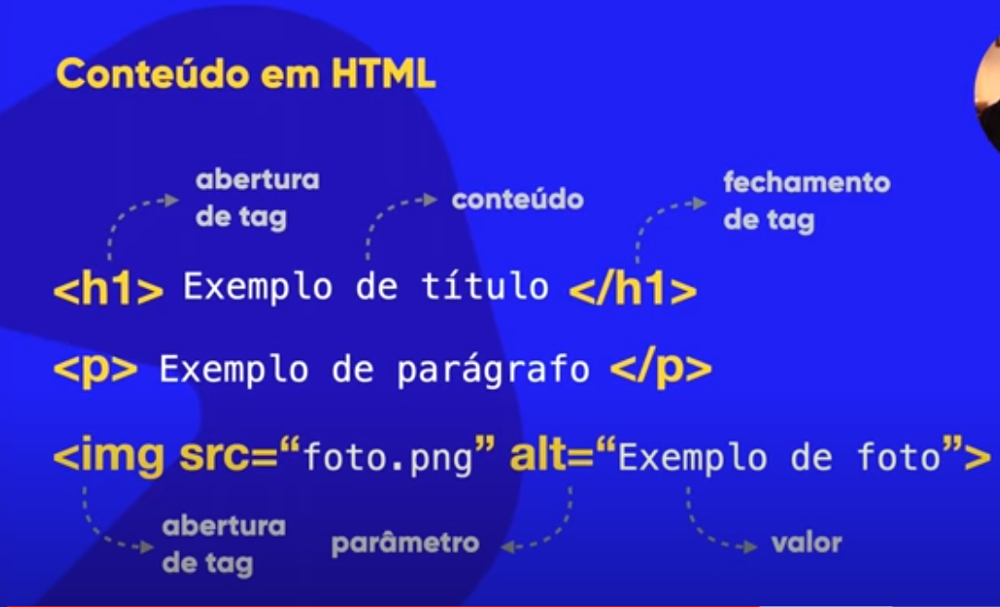 Conteúdo em HTML
abertura
de tag
conteúdo
fechamento
de tag
<h1> Exemplo de título </h1>
<p> Exemplo de parágrafo </p>
<img src=“foto.png” alt=“Exemplo de foto”>
abertura
de tag
parâmetro
valor